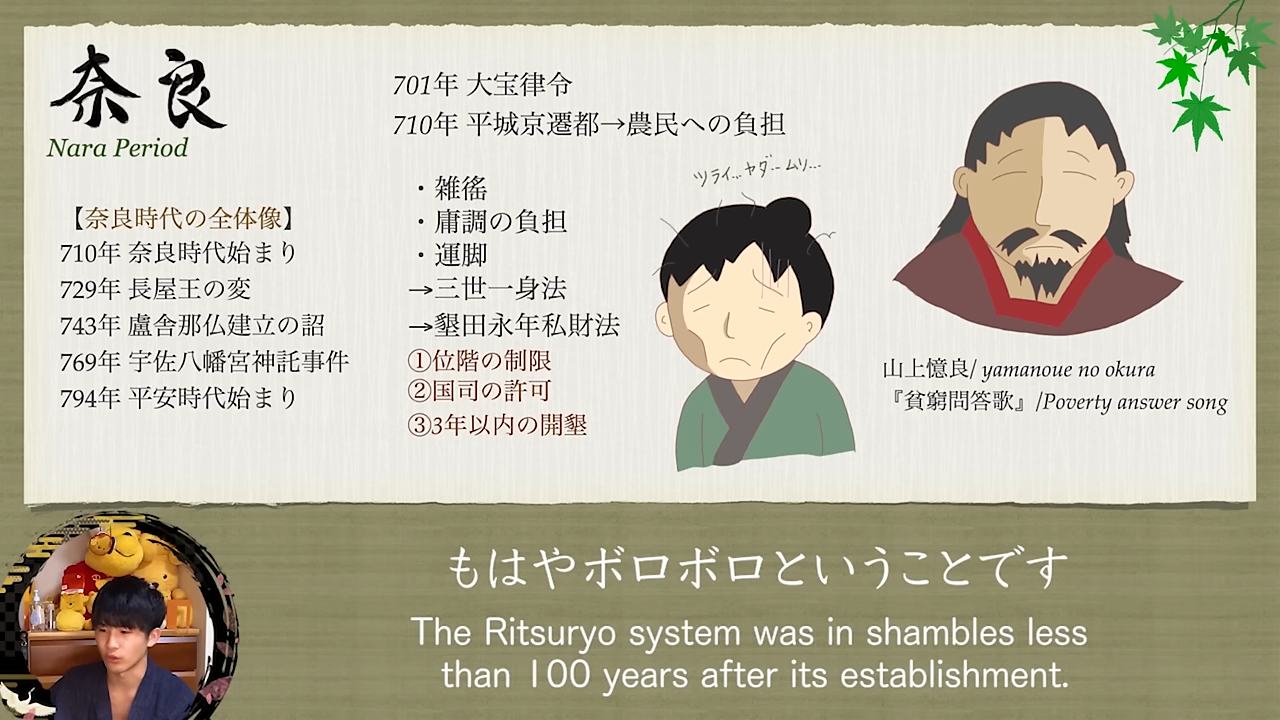 奈良
Nara Period
【奈良時代の全体像】
710年 奈良時代始まり
729年 長屋王の変
743年 盧舎那仏建立の詔
769年 宇佐八幡宮神託事件
794年 平安時代始まり
701年 大宝律令
710年 平城京遷都→農民への負担
・雑徭
・庸調の負担
・運脚
→三世一身法
→墾田永年私財法
①位階の制限
②国司の許可
③3年以内の開墾
ツライ…ヤダ…ムリ…
山上憶良/ yamanoue no okura
『貧窮問答歌』/Poverty answer song
もはやボロボロということです
The Ritsuryo system was in shambles less
than 100 years after its establishment.